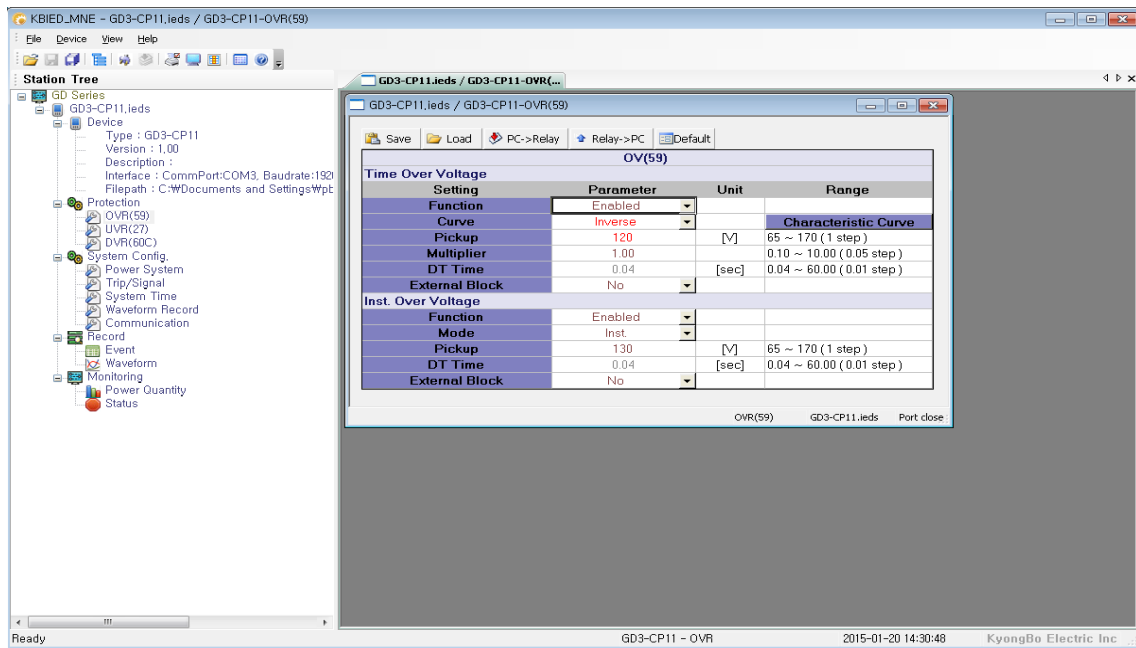 KBIED_MNE - GD3-CP11.ieds / GD3-CP11-OVR(59)
File Device View Help
Station Tree
GD Series
GD3-CP11.ieds
Device
Type : GD3-CP11
Version : 1.00
Description :
Interface : CommPort:COM3, Baudrate:192
Filepath : C:₩Documents and Settings₩pt
Protection
OVR(59)
UVR(27)
DVR(60C)
System Config.
Power System
Trip/Signal
System Time
Waveform Record
Communication
Record
Event
Waveform
Monitoring
Power Quantity
Status
GD3-CP11.ieds / GD3-CP11-OVR(...
GD3-CP11.ieds / GD3-CP11-OVR(59)
Save Load PC->Relay Relay->PC Default
OV(59)
Time Over Voltage
Setting Parameter Unit Range
Function Enabled
Curve Inverse Characteristic Curve
Pickup 120 [V] 65 ~ 170 ( 1 step )
Multiplier 1.00 0.10 ~ 10.00 ( 0.05 step )
DT Time 0.04 [sec] 0.04 ~ 60.00 ( 0.01 step )
External Block No
Inst. Over Voltage
Function Enabled
Mode Inst.
Pickup 130 [V] 65 ~ 170 ( 1 step )
DT Time 0.04 [sec] 0.04 ~ 60.00 ( 0.01 step )
External Block No
OVR(59) GD3-CP11.ieds Port close
Ready GD3-CP11 - OVR 2015-01-20 14:30:48 KyongBo Electric Inc